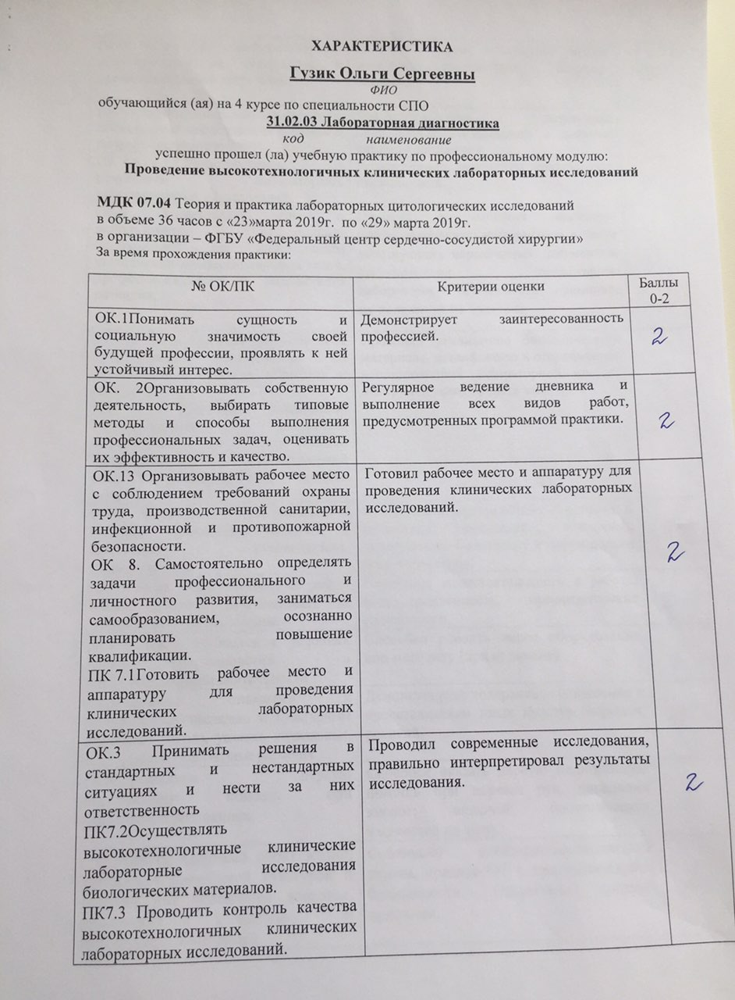 ХАРАКТЕРИСТИКА
Гузик Ольги Сергеевны
ФИО
обучающийся (ая) на 4 курсе по специальности СПО
31.02.03 Лабораторная диагностика
код наименование
успешно прошел (ла) учебную практику по профессиональному модулю:
Проведение высокотехнологичных клинических лабораторных исследований
МДК 07.04 Теория и практика лабораторных цитологических исследований
в объеме 36 часов с «23»марта 2019г. по «29» марта 2019г.
в организации – ФГБУ «Федеральный центр сердечно-сосудистой хирургии»
За время прохождения практики:
№ ОК/ПК
Критерии оценки
Баллы
0-2
ОК.1Понимать сущность и
социальную значимость своей
будущей профессии, проявлять к ней
устойчивый интерес.
Демонстрирует заинтересованность
профессией.
2
ОК. 2Организовывать собственную
деятельность, выбирать типовые
методы и способы выполнения
профессиональных задач, оценивать
их эффективность и качество.
Регулярное ведение дневника и
выполнение всех видов работ,
предусмотренных программой практики.
2
ОК.13 Организовывать рабочее место
с соблюдением требований охраны
труда, производственной санитарии,
инфекционной и противопожарной
безопасности.
ОК 8. Самостоятельно определять
задачи профессионального и
личностного развития, заниматься
самообразованием, осознанно
планировать повышение
квалификации.
ПК 7.1Готовить рабочее место и
аппаратуру для проведения
клинических лабораторных
исследований.
Готовил рабочее место и аппаратуру для
проведения клинических лабораторных
исследований.
2
ОК.3 Принимать решения в
стандартных и нестандартных
ситуациях и нести за них
ответственность
ПК7.2Осуществлять
высокотехнологичные клинические
лабораторные исследования
биологических материалов.
ПК7.3 Проводить контроль качества
высокотехнологичных клинических
лабораторных исследований.
Проводил современные исследования,
правильно интерпретировал результаты
исследования.
2